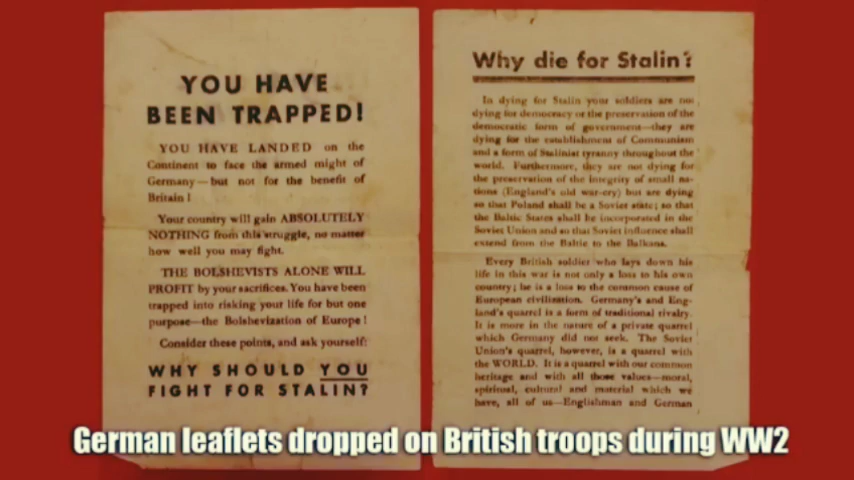 YOU HAVE
BEEN TRAPPED!
YOU HAVE LANDED on the
Continent to face the armed might of
Germany—but not for the benefit of
Britain!
Your country will gain ABSOLUTELY
NOTHING from this struggle, no matter
how well you may fight.
THE BOLSHEVISTS ALONE WILL
PROFIT by your sacrifices. You have been
trapped into risking your life for but one
purpose—the Bolshevization of Europe!
Consider these points, and ask yourself:
WHY SHOULD YOU
FIGHT FOR STALIN?
Why die for Stalin?
In dying for Stalin your soldiers are not
dying for democracy or the preservation of the
democratic form of government—they are
dying for the establishment of Communism
and a form of Stalinist tyranny throughout the
world. Furthermore, they are not dying for
the preservation of the integrity of small na-
tions (England's old war-cry) but are dying
so that Poland shall be a Soviet state; so that
the Baltic States shall be incorporated in the
Soviet Union and so that Soviet influence shall
extend from the Baltic to the Balkans.
Every British soldier who lays down his
life in this war is not only a loss to his own
country; he is a loss to the common cause of
European civilization. Germany's and Eng-
land's quarrel is a form of traditional rivalry.
It is more in the nature of a private quarrel
which Germany did not seek. The Soviet
Union's quarrel, however, is a quarrel with
the WORLD. It is a quarrel with our common
heritage and with all those values—moral,
spiritual, cultural and material which we
have, all of us—Englishman and German
German leaflets dropped on British troops during WW2